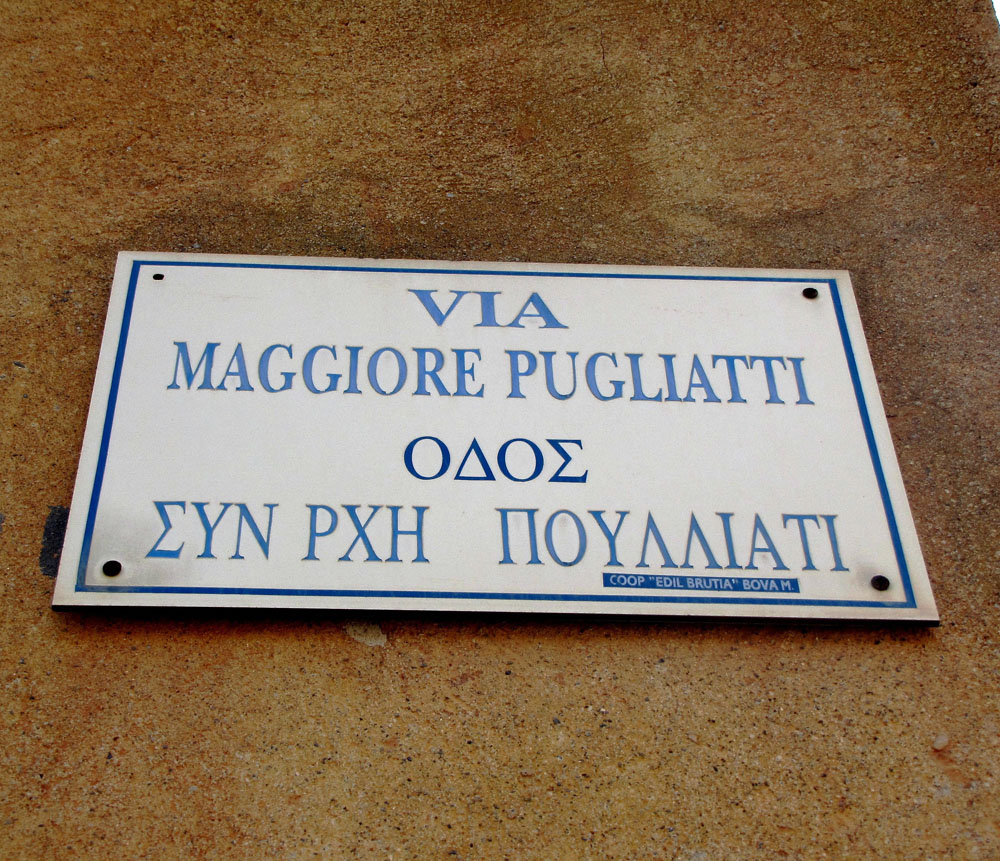 VIA
MAGGIORE PUGLIATTI
ΟΔΟΣ
ΣΥΝ ΡΧΗ ΠΟΥΛΛΙΑΤΙ
COOP "EDIL BRUTIA" BOVA M.